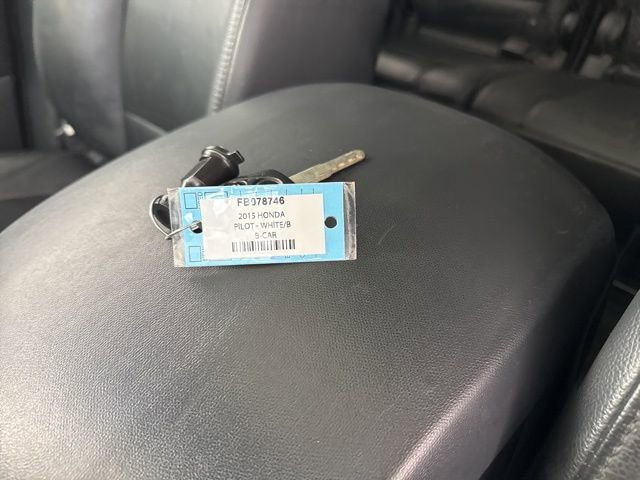 FB078746
2015 HONDA
PILOT - WHITE/B
B-CAR